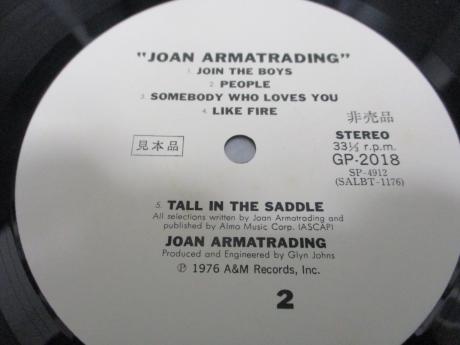 "JOAN ARMATRADING"
1. JOIN THE BOYS
2. PEOPLE
3. SOMEBODY WHO LOVES YOU
4. LIKE FIRE
非売品
見本品
STEREO
33⅓ r.p.m.
GP-2018
SP-4912
(SALBT-1176)
5. TALL IN THE SADDLE
All selections written by Joan Armatrading and
published by Almo Music Corp. (ASCAP)
JOAN ARMATRADING
Produced and Engineered by Glyn Johns
℗ 1976 A&M Records, Inc.
2